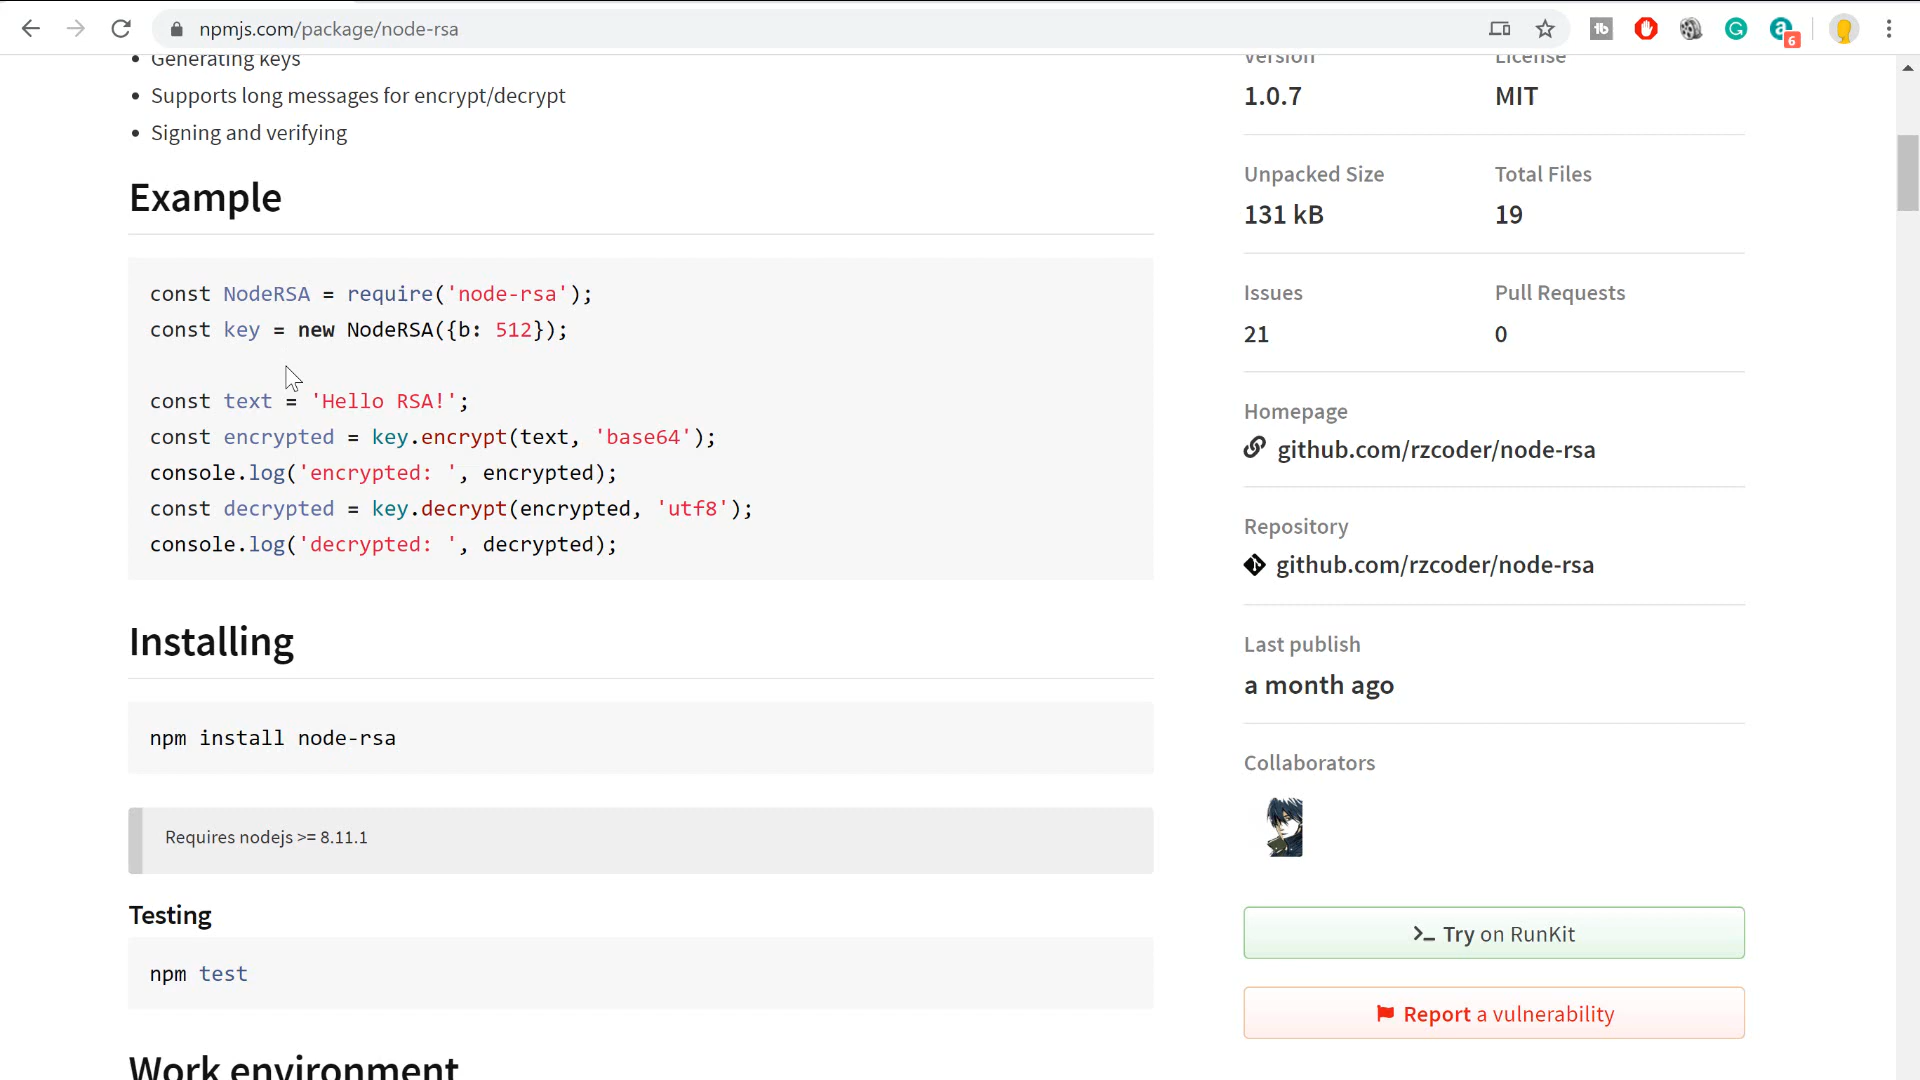 npmjs.com/package/node-rsa
6
Generating keys
Supports long messages for encrypt/decrypt
Signing and verifying
Example
const NodeRSA = require('node-rsa');
const key = new NodeRSA({b: 512});
const text = 'Hello RSA!';
const encrypted = key.encrypt(text, 'base64');
console.log('encrypted: ', encrypted);
const decrypted = key.decrypt(encrypted, 'utf8');
console.log('decrypted: ', decrypted);
Installing
npm install node-rsa
Requires nodejs >= 8.11.1
Testing
npm test
Work environment
Version
License
1.0.7
MIT
Unpacked Size
Total Files
131 kB
19
Issues
Pull Requests
21
0
Homepage
github.com/rzcoder/node-rsa
Repository
github.com/rzcoder/node-rsa
Last publish
a month ago
Collaborators
Try on RunKit
Report a vulnerability